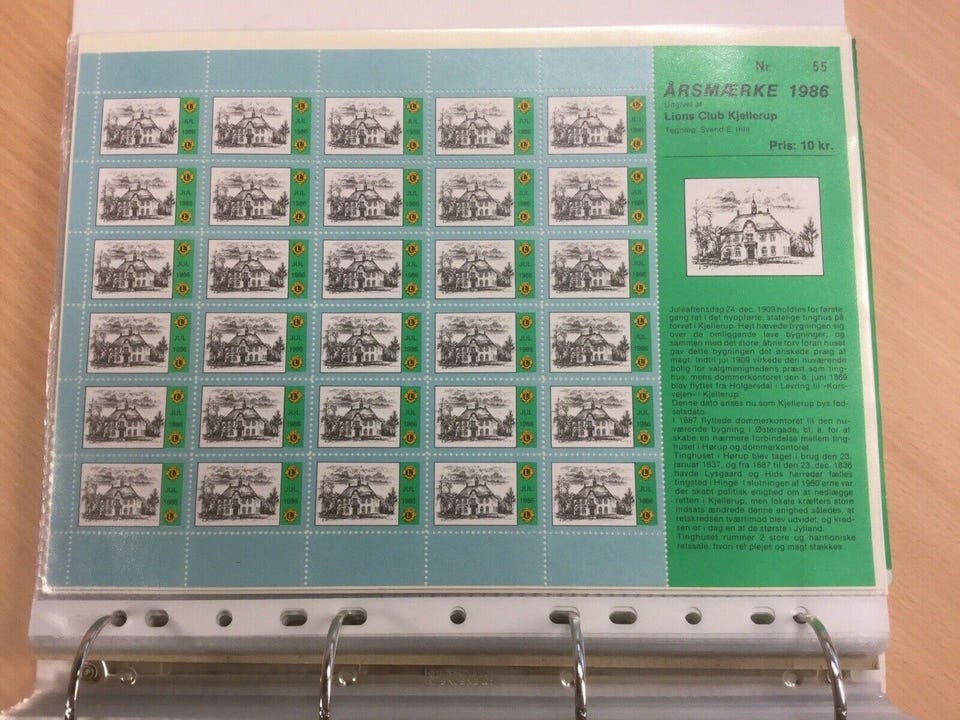 Nr. 55
ÅRSMÆRKE 1986
Udgivet af
Lions Club Kjellerup
Tegning: Svend E.
Pris: 10 kr.
JUL
1986
Juleaftensdag 24. dec. 1909 holdtes for første
gang ret i det nyopførte, statelige tinghus på
torvet i Kjellerup. Højt hævede bygningen sig
over de omliggende lave bygninger, og
sammen med det store, åbne torv foran huset
gav dette bygningen det ønskede præg af
magt. Indtil juli 1909 virkede den nuværende
bolig for valgmenighedens præst som ting-
hus, mens dommerkontoret den 8. juni 1869
blev flyttet fra Holgersdal i Levring til »Kors-
vejen« i Kjellerup.
Denne dato anses nu som Kjellerup bys fød-
selsdato.
I 1887 flyttede dommerkontoret til den nu-
værende bygning i Østergade, bl. a. for at
skabe en nærmere forbindelse mellem ting-
huset i Hørup og dommerkontoret.
Tinghuset i Hørup blev taget i brug den 23.
januar 1837, og fra 1687 til den 23. dec. 1836
havde Lysgaard og Hids herreder fælles
tingsted i Hinge. I slutningen af 1960'erne var
der skabt politisk enighed om at nedlægge
retten i Kjellerup, men lokale kræfters store
indsats ændrede denne enighed således, at
retskredsen tværtimod blev udvidet, og kred-
sen er i dag en af de største i Jylland.
Tinghuset rummer 2 store og harmoniske
retssale, hvori ret plejes og magt stækkes.